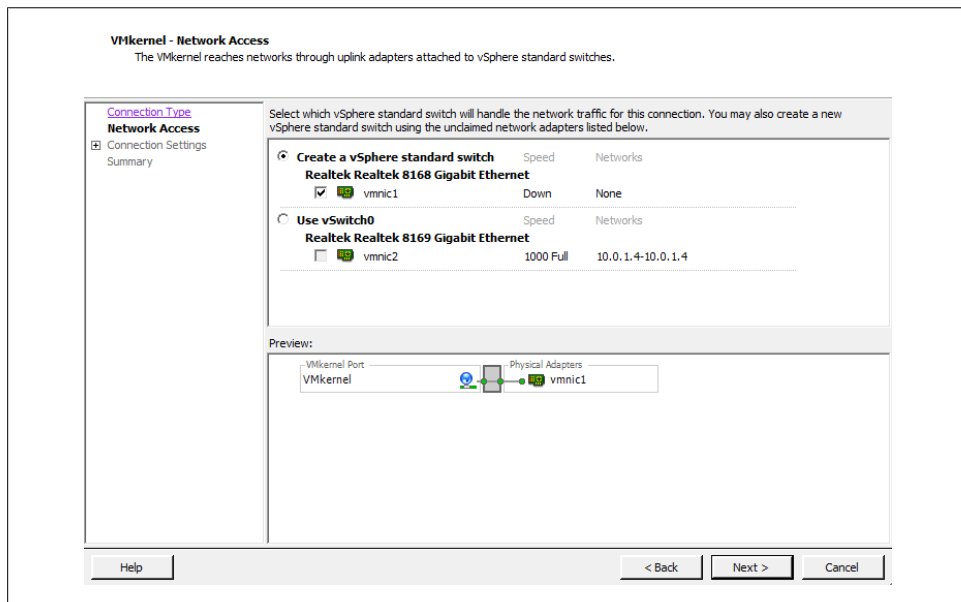 VMkernel - Network Access
The VMkernel reaches networks through uplink adapters attached to vSphere standard switches.
Connection Type
Network Access
Connection Settings
Summary
Select which vSphere standard switch will handle the network traffic for this connection. You may also create a new
vSphere standard switch using the unclaimed network adapters listed below.
Create a vSphere standard switch Speed Networks
Realtek Realtek 8168 Gigabit Ethernet
vmnic1 Down None
Use vSwitch0 Speed Networks
Realtek Realtek 8169 Gigabit Ethernet
vmnic2 1000 Full 10.0.1.4-10.0.1.4
Preview:
VMkernel Port Physical Adapters
VMkernel vmnic1
Help < Back Next > Cancel